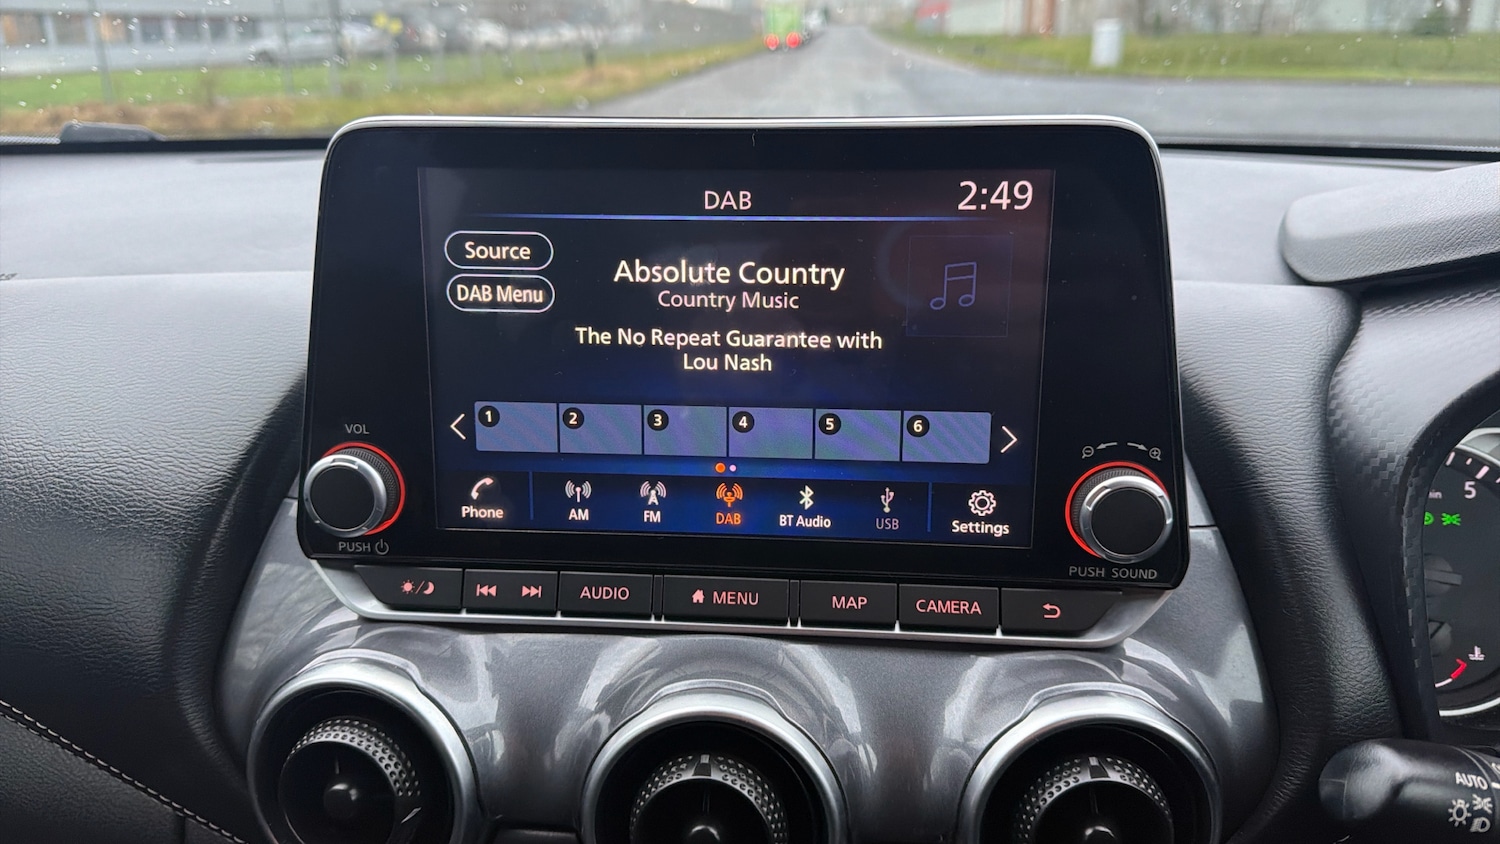 DAB
2:49
Source
DAB Menu
Absolute Country
Country Music
The No Repeat Guarantee with
Lou Nash
1 2 3 4 5 6
Phone AM FM DAB BT Audio USB Settings
VOL
PUSH
PUSH SOUND
AUDIO MENU MAP CAMERA
5
AUTO